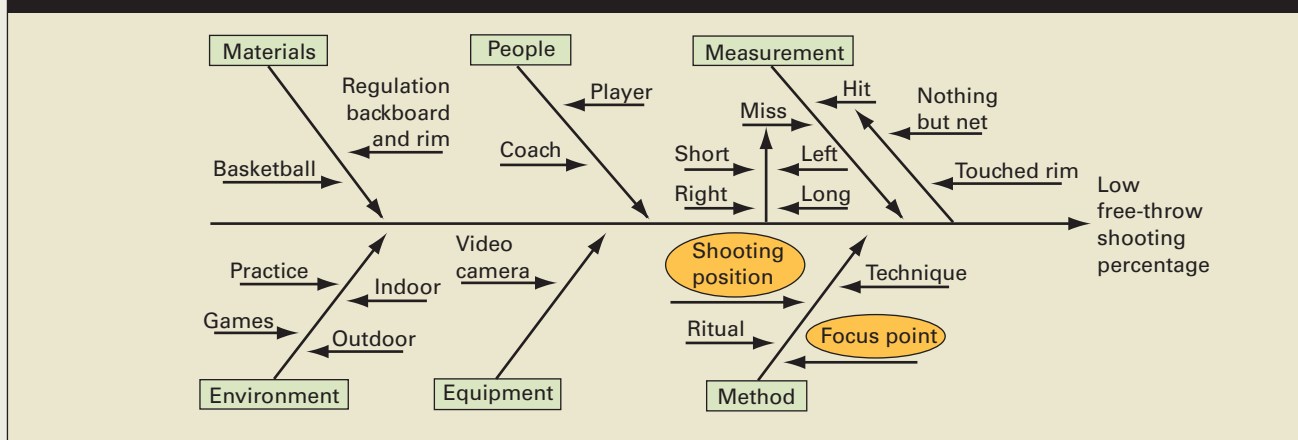 Materials
People
Measurement
Regulation
backboard
and rim
Basketball
Player
Coach
Hit
Miss
Nothing
but net
Short
Left
Right
Long
Touched rim
Low
free-throw
shooting
percentage
Practice
Indoor
Games
Outdoor
Environment
Video
camera
Equipment
Shooting
position
Technique
Ritual
Focus point
Method